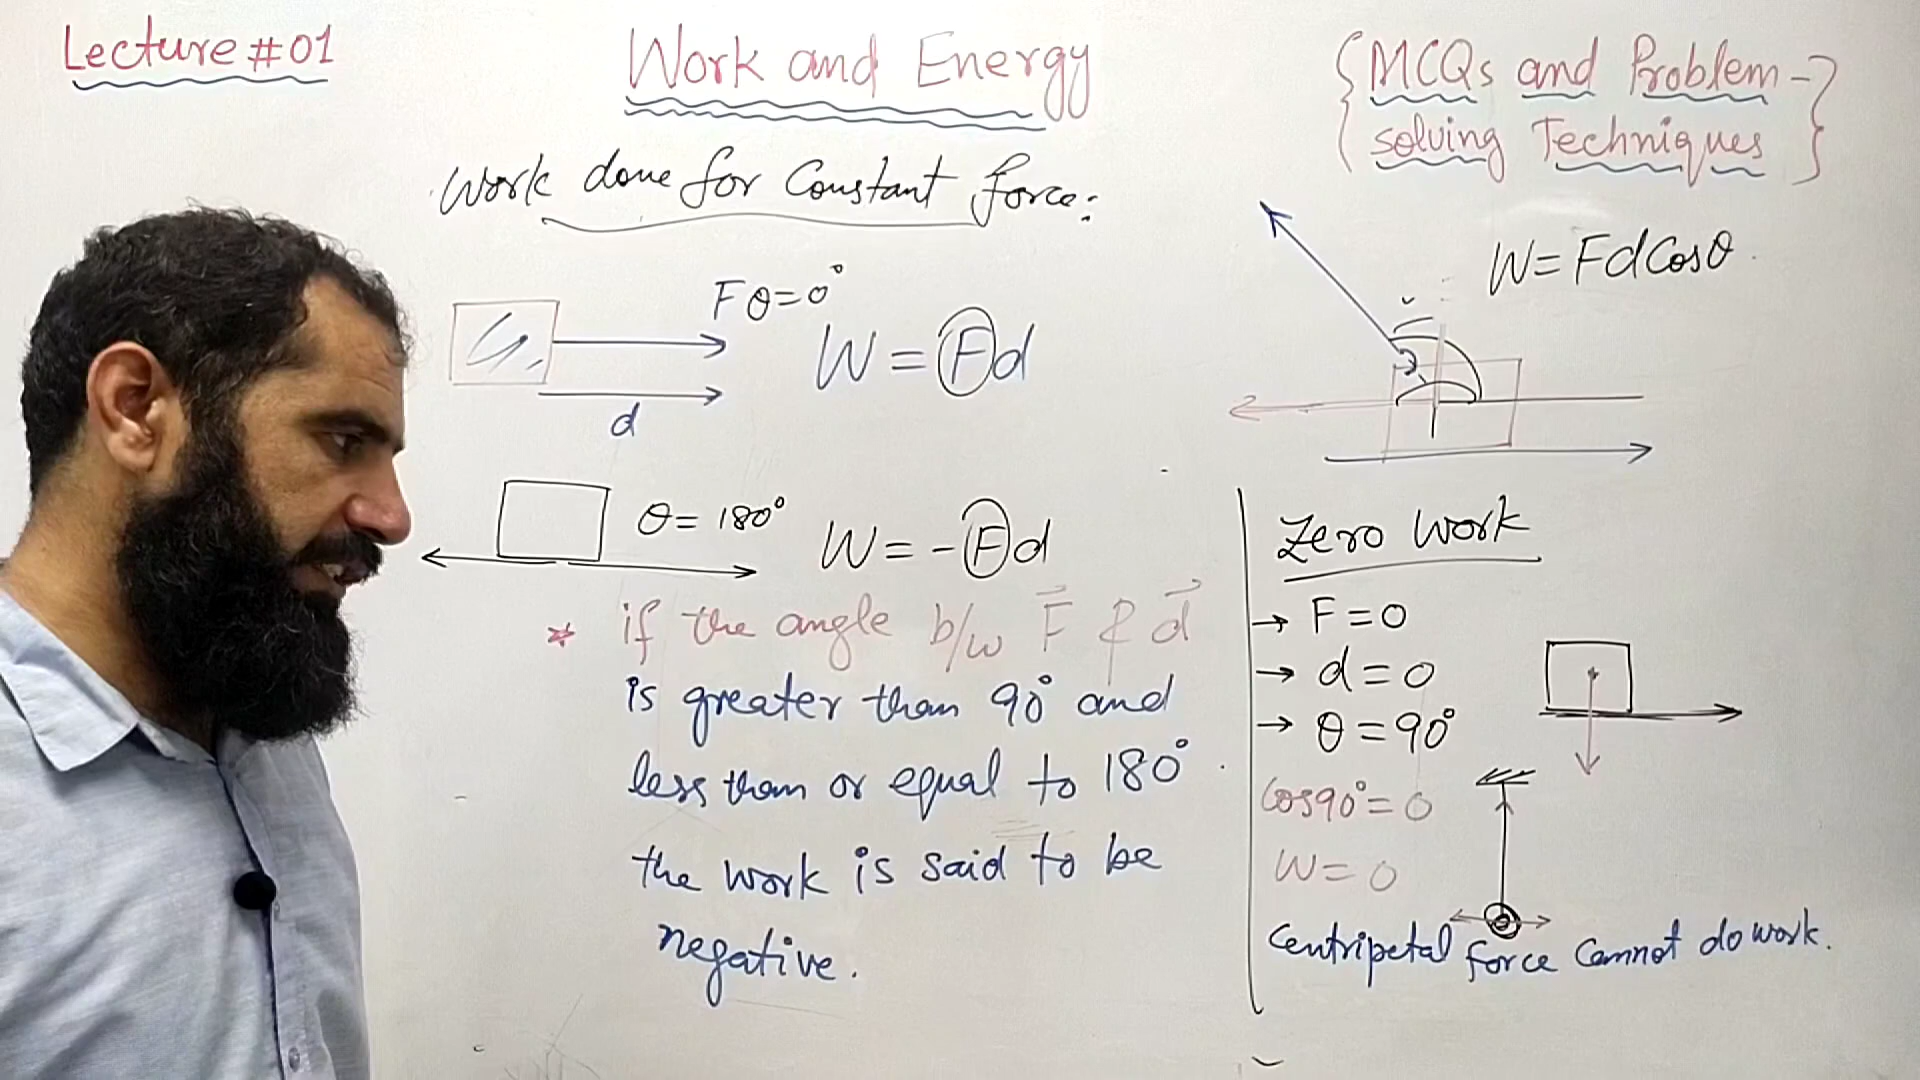 Lecture #01
Work and Energy
{MCQs and Problem-}
{solving Techniques}
Work done for Constant force:
F θ=0°
W = Fd
d
θ= 180°
W = -Fd
* if the angle b/w F⃗ & d⃗
is greater than 90° and
less than or equal to 180°
the work is said to be
negative.
W= Fd Cosθ
Zero Work
→ F = 0
→ d = 0
→ θ = 90°
Cos90°= 0
W= 0
Centripetal force Cannot do work.